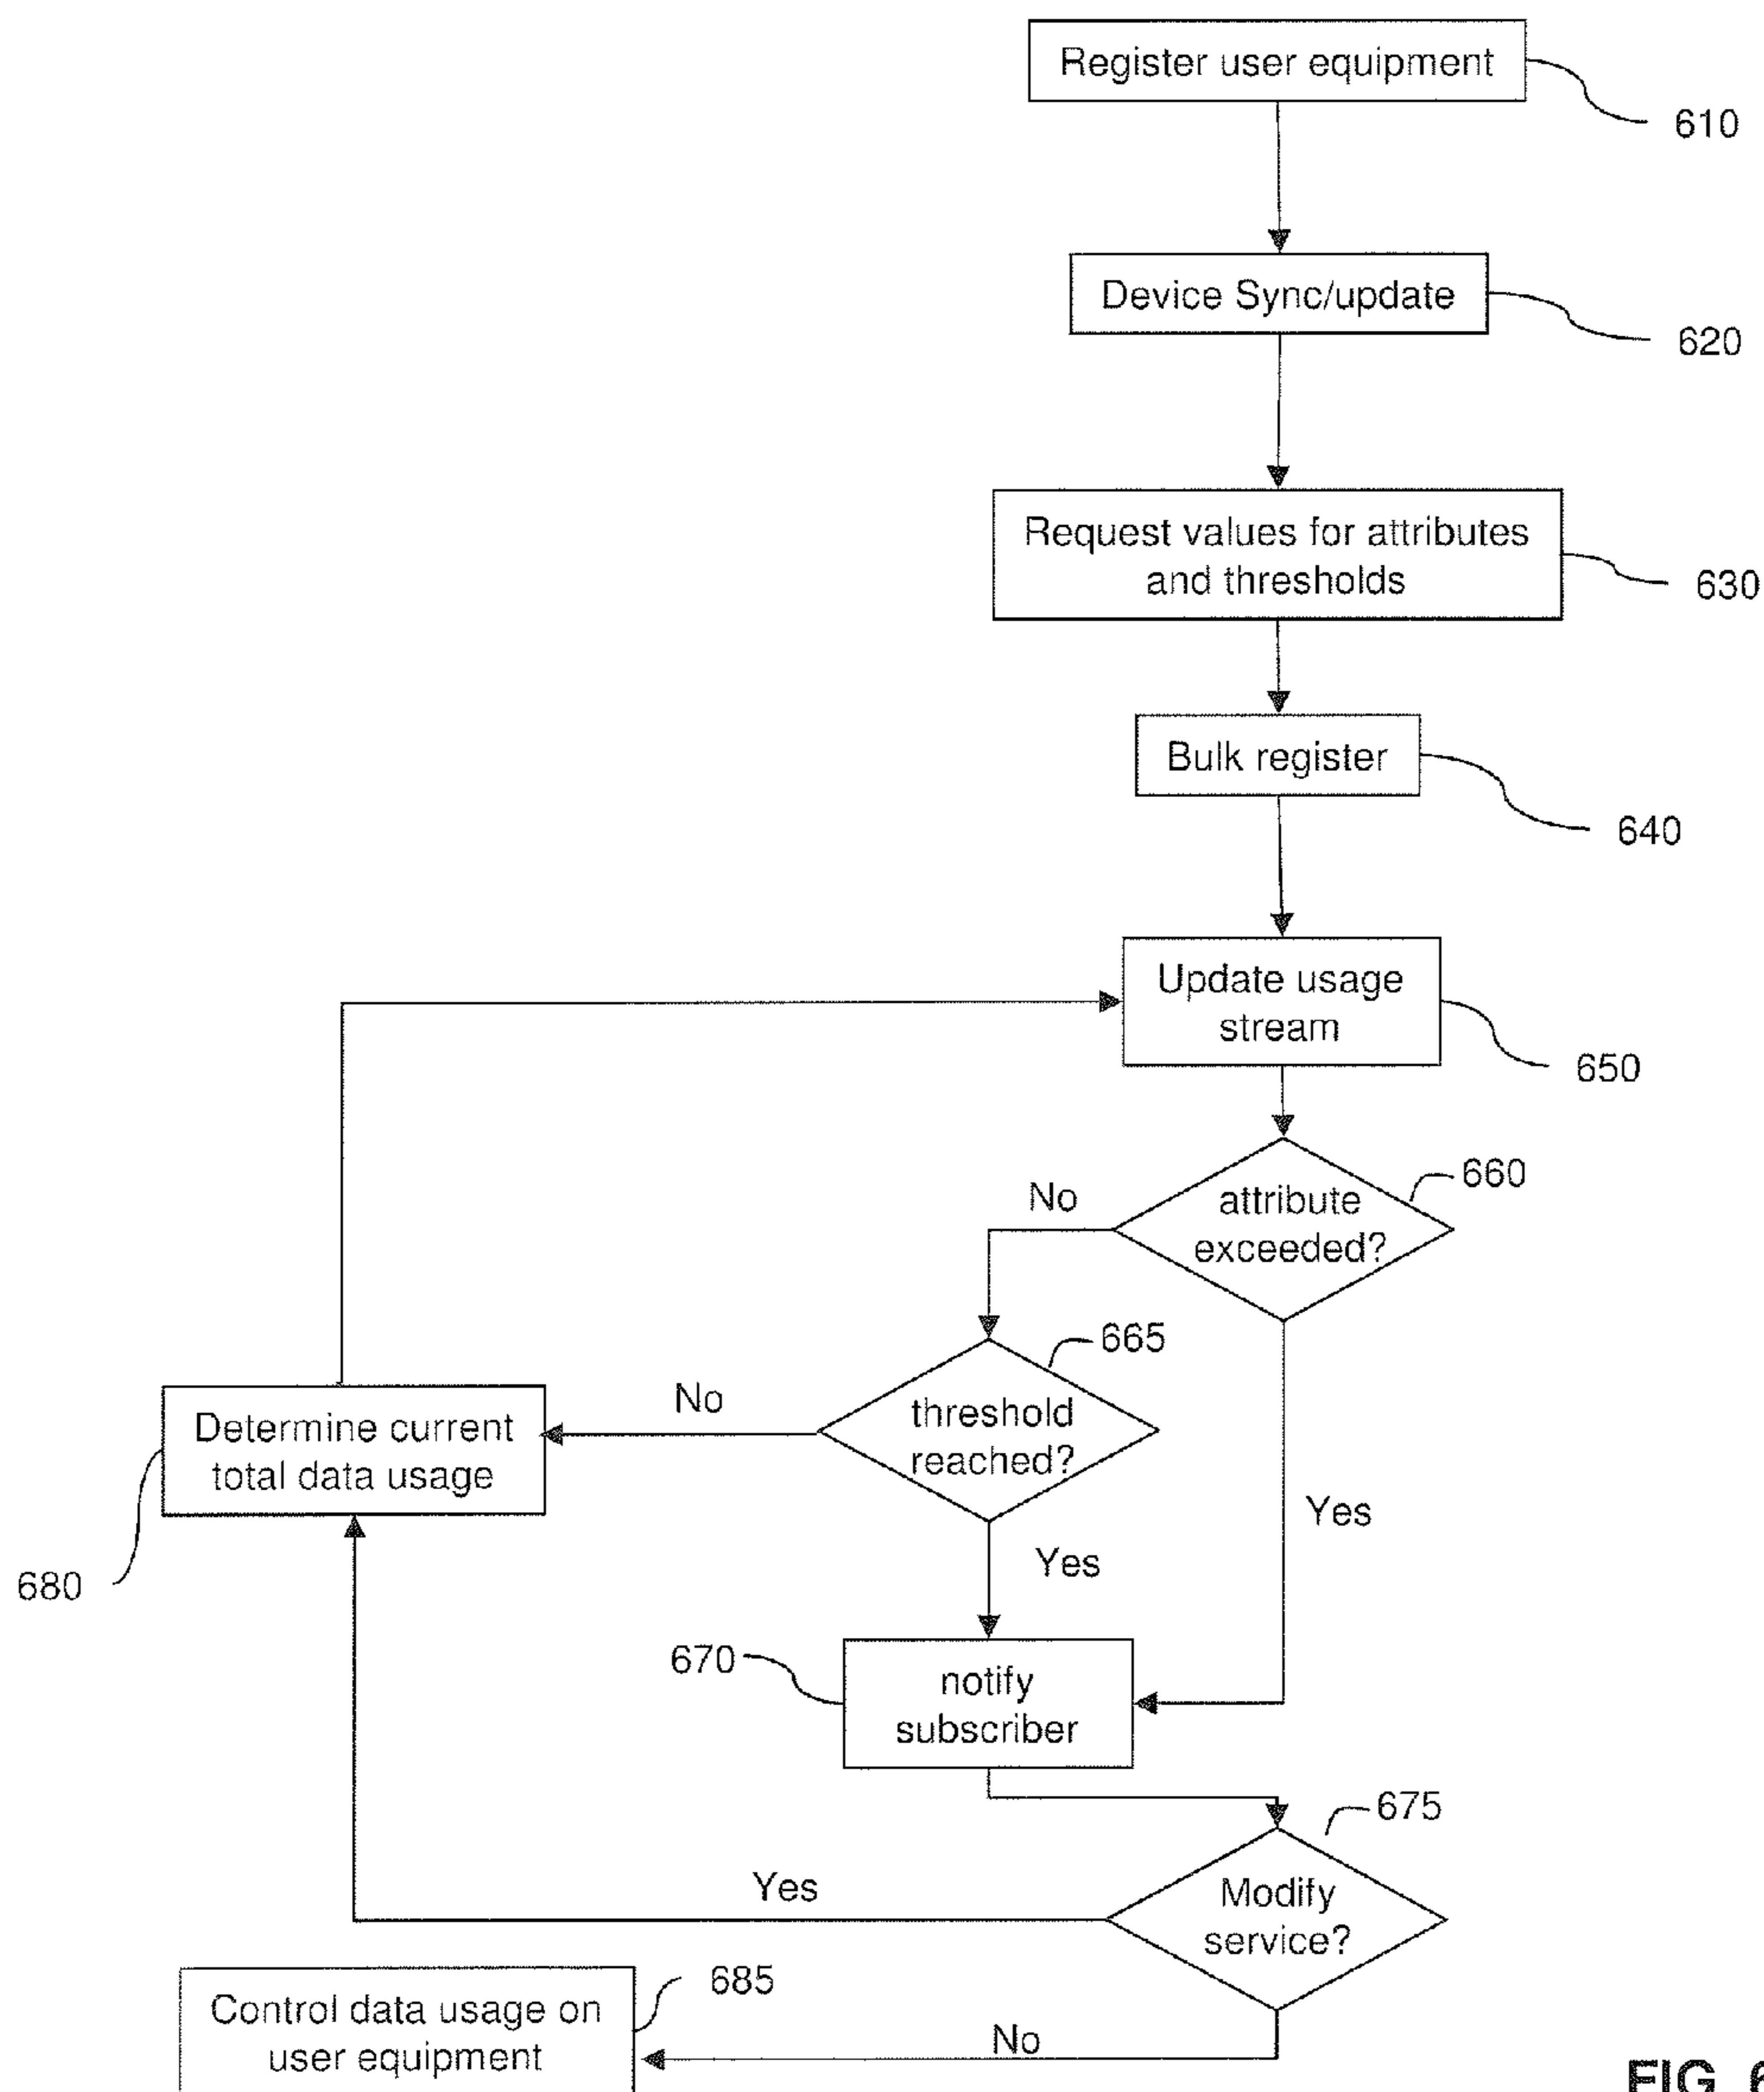 Register user equipment
610
Device Sync/update
620
Request values for attributes
and thresholds
630
Bulk register
640
Update usage
stream
650
660
No
attribute
exceeded?
665
No
threshold
reached?
Determine current
total data usage
Yes
Yes
680
670
notify
subscriber
675
Yes
Modify
service?
685
Control data usage on
user equipment
No
FIG. 6